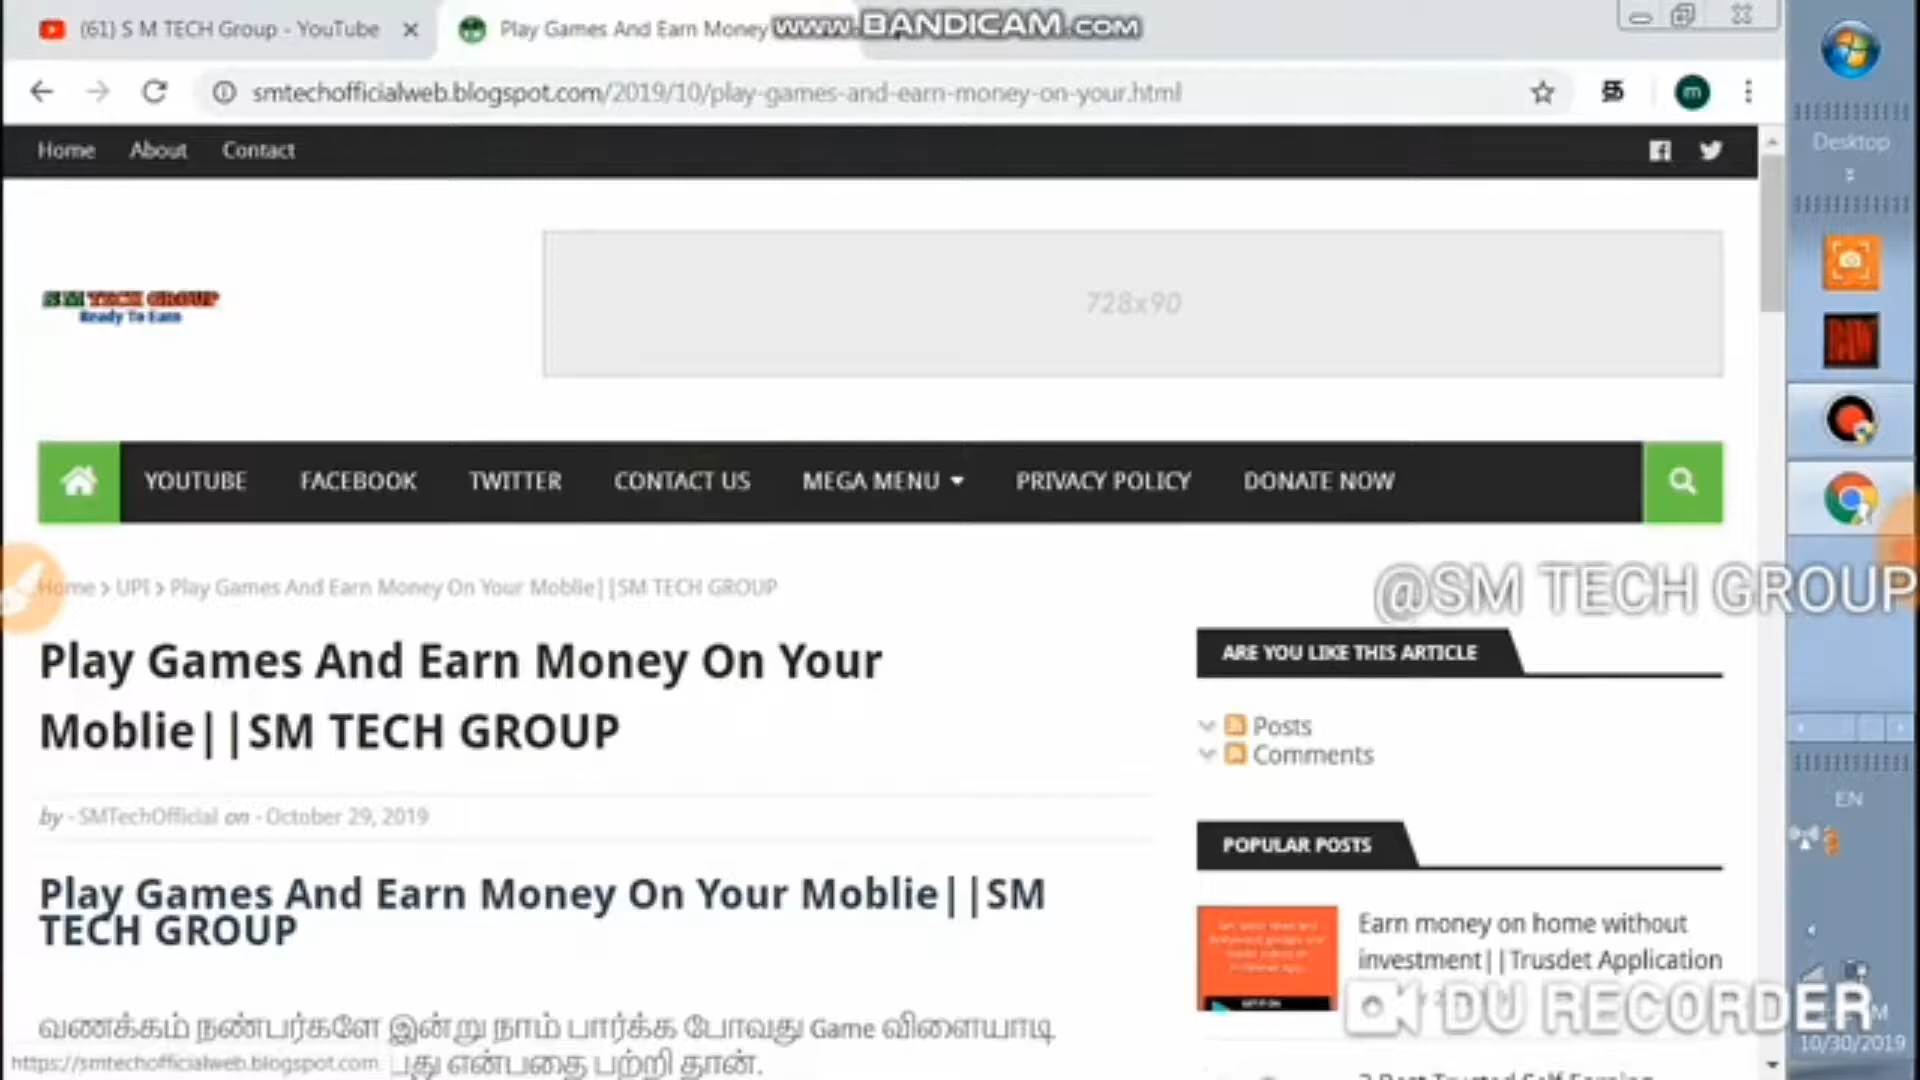 (61) S M TECH Group - YouTube
Play Games And Earn Money
www.BANDICAM.com
smtechofficialweb.blogspot.com/2019/10/play-games-and-earn-money-on-your.html
m
Desktop
Home About Contact
SM TECH GROUP
Ready To Earn
728x90
YOUTUBE FACEBOOK TWITTER CONTACT US MEGA MENU PRIVACY POLICY DONATE NOW
Home > UPI > Play Games And Earn Money On Your Moblie||SM TECH GROUP
@SM TECH GROUP
Play Games And Earn Money On Your
Moblie||SM TECH GROUP
ARE YOU LIKE THIS ARTICLE
Posts
Comments
by - SMTechOfficial on - October 29, 2019
EN
POPULAR POSTS
Play Games And Earn Money On Your Moblie||SM
TECH GROUP
Earn money on home without
investment||Trusdet Application
DU RECORDER
வணக்கம் நண்பர்களே இன்று நாம் பார்க்க போவது Game விளையாடி
என்பதை பற்றி தான்.
https://smtechofficialweb.blogspot.com
10/30/2019